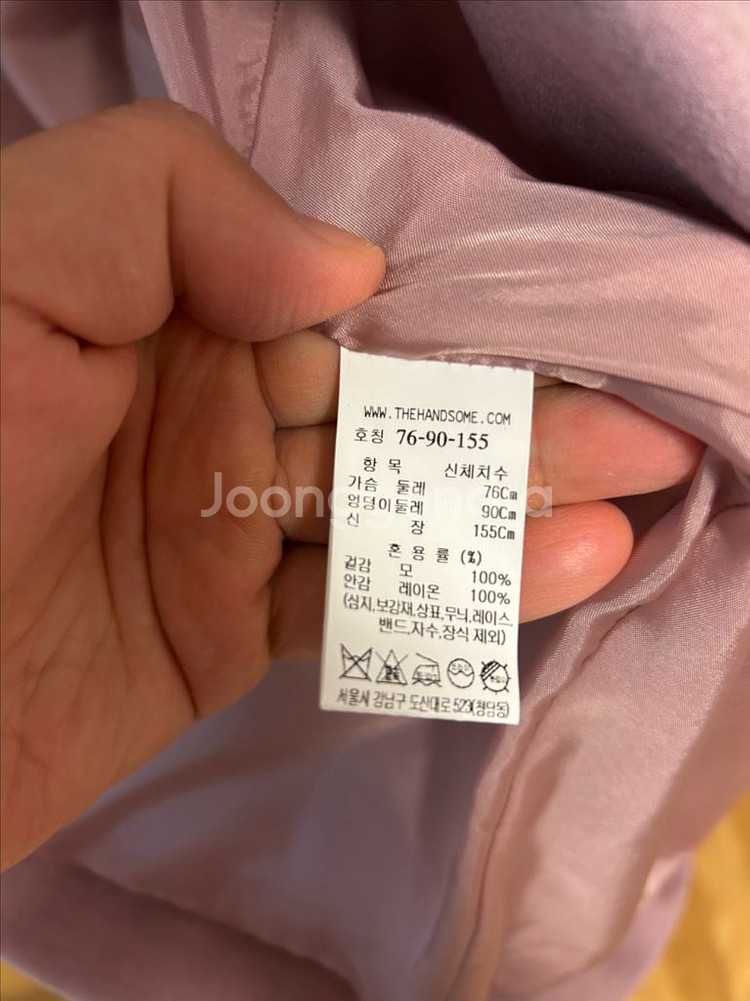 WWW.THEHANDSOME.COM
호칭 76-90-155
항 목 신체치수
가슴 둘레 76Cm
엉덩이둘레 90Cm
신 장 155Cm
혼 용 률 (%)
겉감 모 100%
안감 레이온 100%
(심지,보강재,상표,무늬,레이스,
밴드,자수,장식 제외)
서울시 강남구 도산대로 523(청담동)
Joonggonara